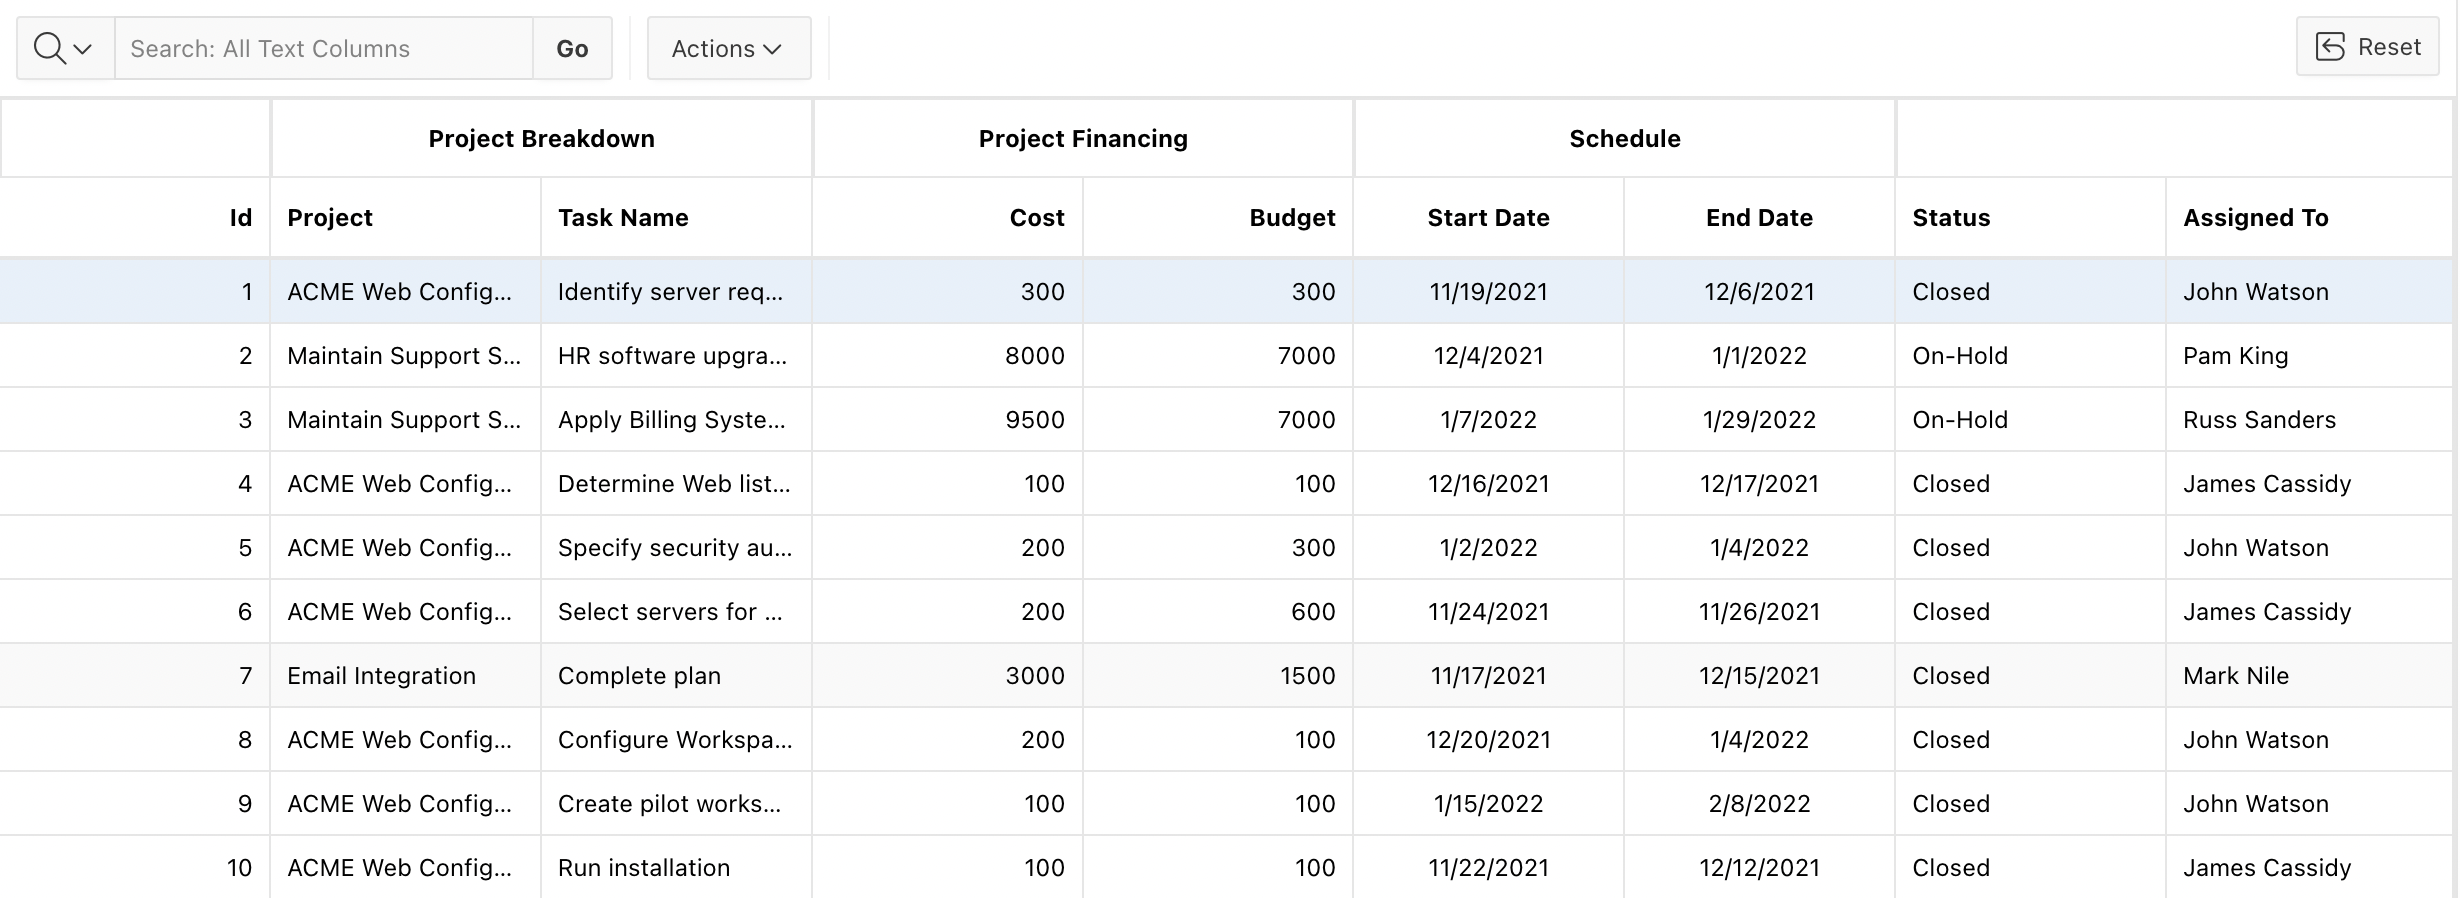 Search: All Text Columns Go Actions Reset
Project Breakdown Project Financing Schedule
Id Project Task Name Cost Budget Start Date End Date Status Assigned To
1 ACME Web Config... Identify server req... 300 300 11/19/2021 12/6/2021 Closed John Watson
2 Maintain Support S... HR software upgra... 8000 7000 12/4/2021 1/1/2022 On-Hold Pam King
3 Maintain Support S... Apply Billing Syste... 9500 7000 1/7/2022 1/29/2022 On-Hold Russ Sanders
4 ACME Web Config... Determine Web list... 100 100 12/16/2021 12/17/2021 Closed James Cassidy
5 ACME Web Config... Specify security au... 200 300 1/2/2022 1/4/2022 Closed John Watson
6 ACME Web Config... Select servers for ... 200 600 11/24/2021 11/26/2021 Closed James Cassidy
7 Email Integration Complete plan 3000 1500 11/17/2021 12/15/2021 Closed Mark Nile
8 ACME Web Config... Configure Workspa... 200 100 12/20/2021 1/4/2022 Closed John Watson
9 ACME Web Config... Create pilot works... 100 100 1/15/2022 2/8/2022 Closed John Watson
10 ACME Web Config... Run installation 100 100 11/22/2021 12/12/2021 Closed James Cassidy